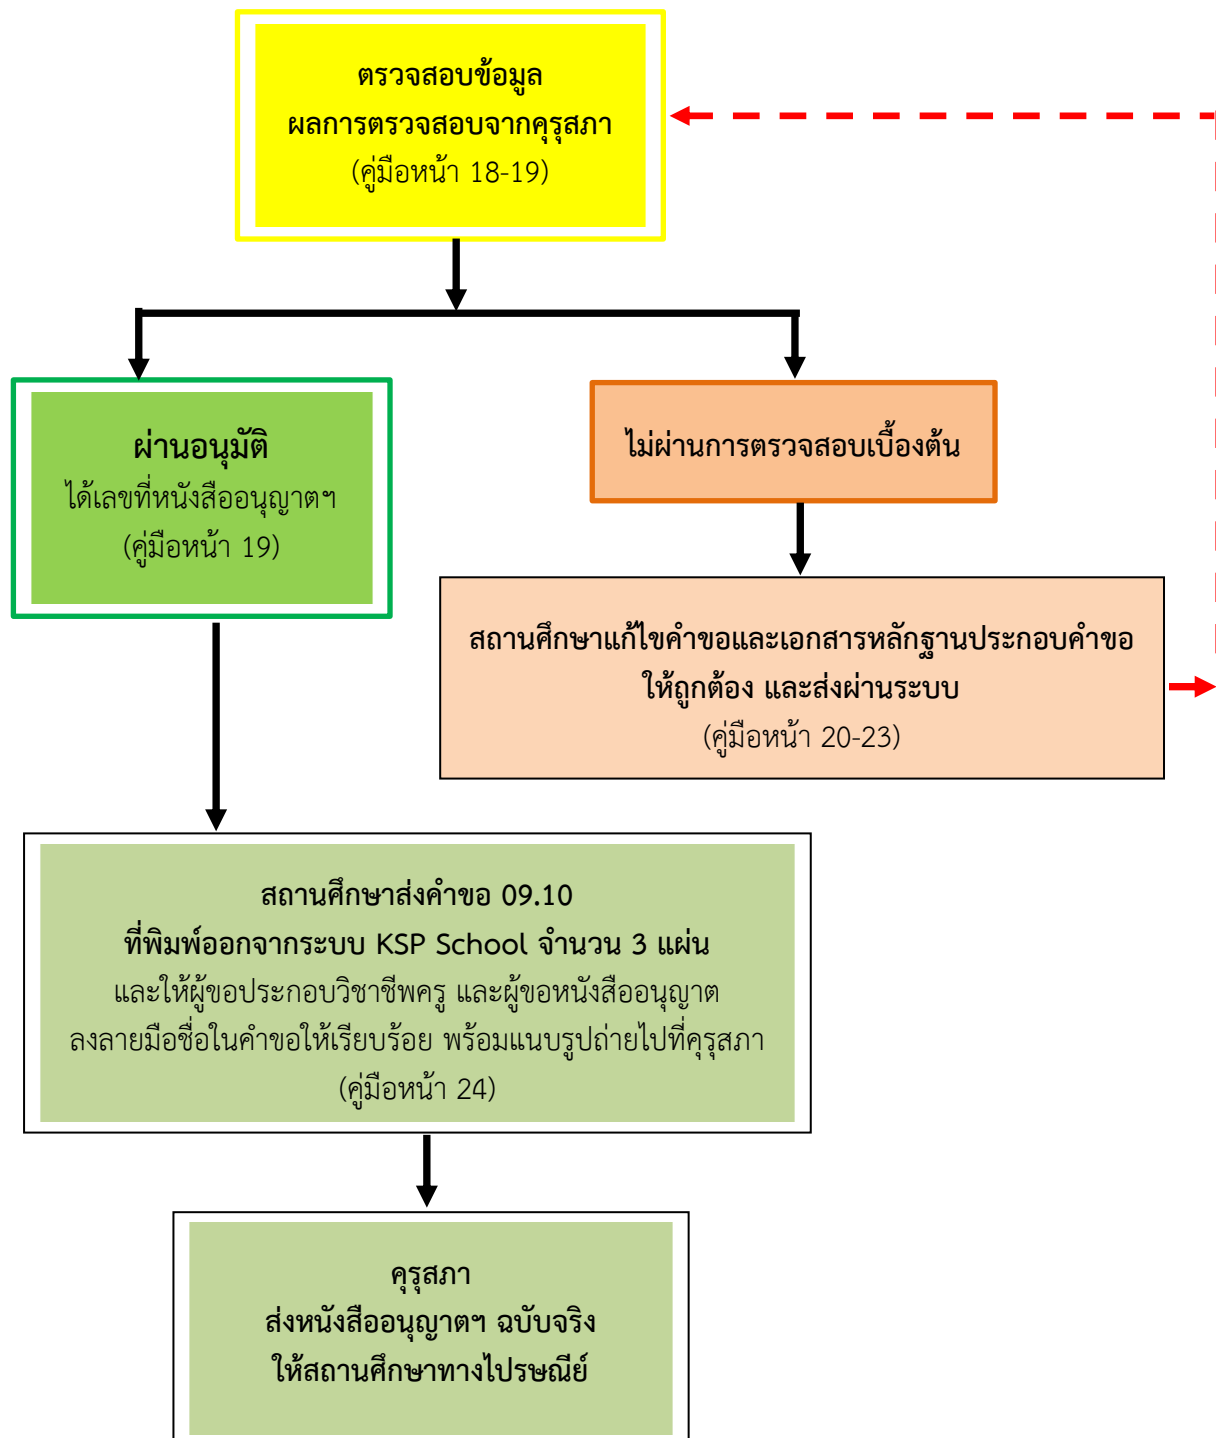 ตรวจสอบข้อมูล
ผลการตรวจสอบจากคุรุสภา
(คู่มือหน้า 18-19)
ผ่านอนุมัติ
ได้เลขที่หนังสืออนุญาตฯ
(คู่มือหน้า 19)
ไม่ผ่านการตรวจสอบเบื้องต้น
สถานศึกษาแก้ไขคำขอและเอกสารหลักฐานประกอบคำขอ
ให้ถูกต้อง และส่งผ่านระบบ
(คู่มือหน้า 20-23)
สถานศึกษาส่งคำขอ 09.10
ที่พิมพ์ออกจากระบบ KSP School จำนวน 3 แผ่น
และให้ผู้ขอประกอบวิชาชีพครู และผู้ขอหนังสืออนุญาต
ลงลายมือชื่อในคำขอให้เรียบร้อย พร้อมแนบรูปถ่ายไปที่คุรุสภา
(คู่มือหน้า 24)
คุรุสภา
ส่งหนังสืออนุญาตฯ ฉบับจริง
ให้สถานศึกษาทางไปรษณีย์